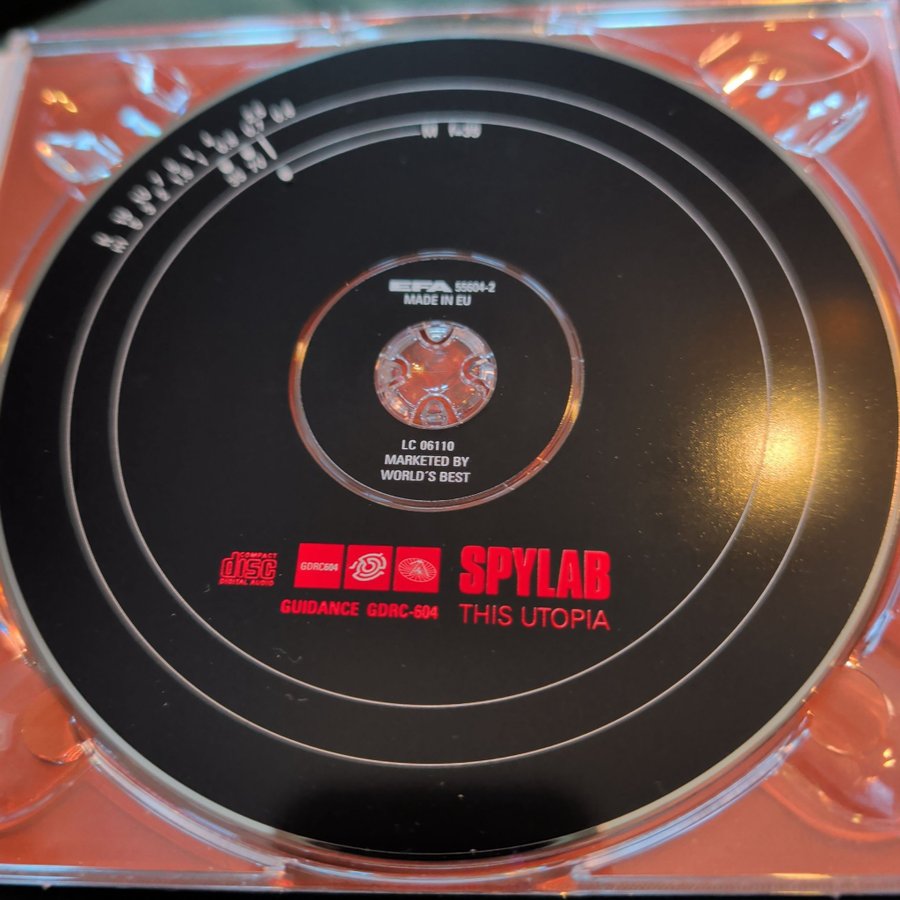 EFA 55604-2
MADE IN EU
LC 06110
MARKETED BY
WORLD'S BEST
COMPACT
disc
DIGITAL AUDIO
GDRC604
GUIDANCE GDRC-604
SPYLAB
THIS UTOPIA